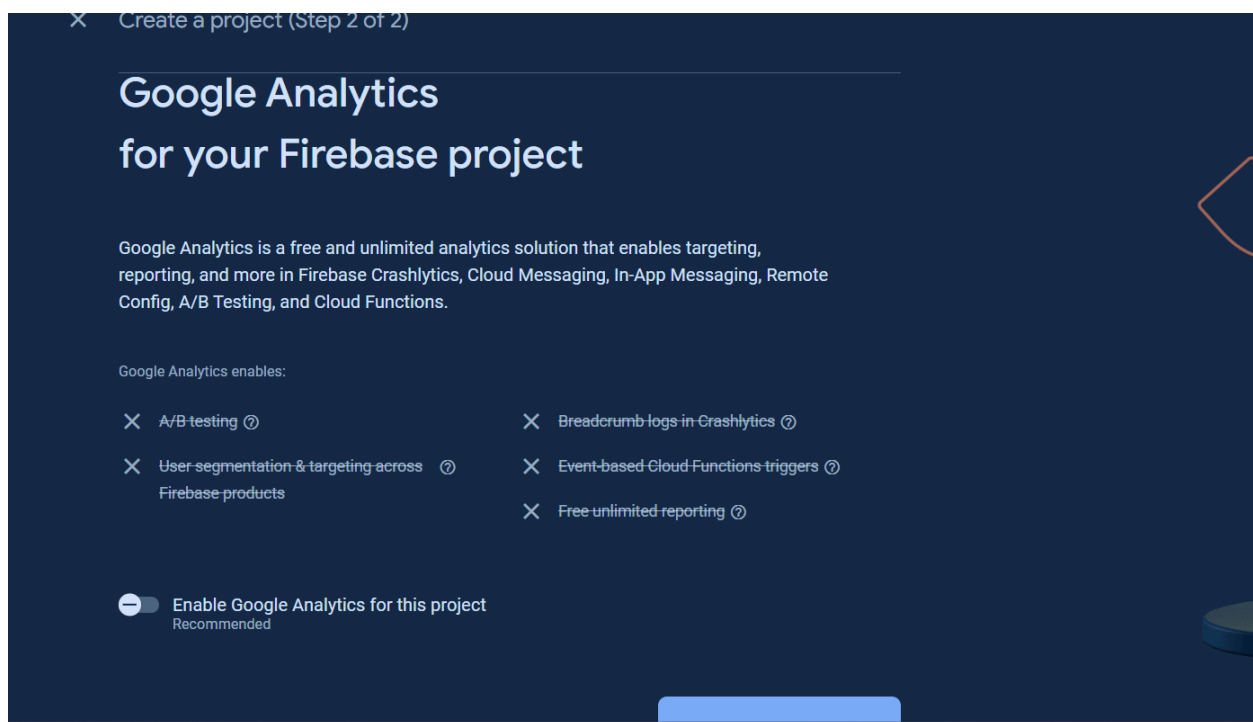 Create a project (Step 2 of 2)
Google Analytics
for your Firebase project
Google Analytics is a free and unlimited analytics solution that enables targeting,
reporting, and more in Firebase Crashlytics, Cloud Messaging, In-App Messaging, Remote
Config, A/B Testing, and Cloud Functions.
Google Analytics enables:
A/B testing
User segmentation & targeting across
Firebase products
Breadcrumb logs in Crashlytics
Event-based Cloud Functions triggers
Free unlimited reporting
Enable Google Analytics for this project
Recommended